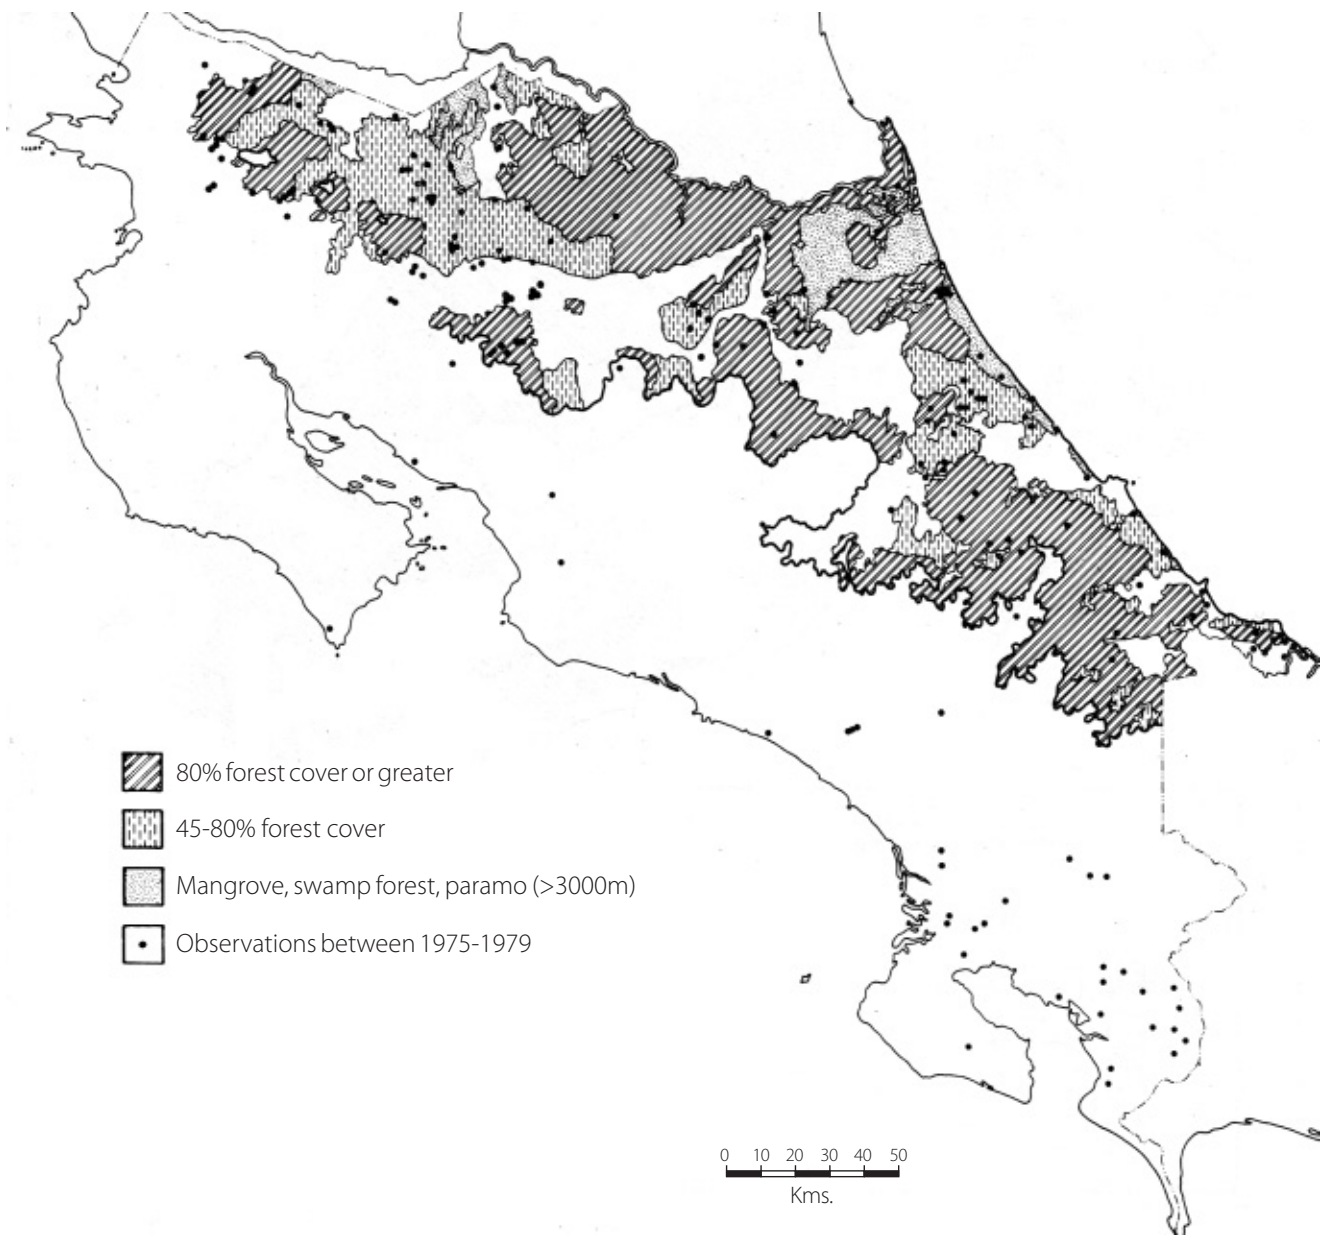 80% forest cover or greater
45-80% forest cover
Mangrove, swamp forest, paramo (>3000m)
Observations between 1975-1979
0 10 20 30 40 50
Kms.